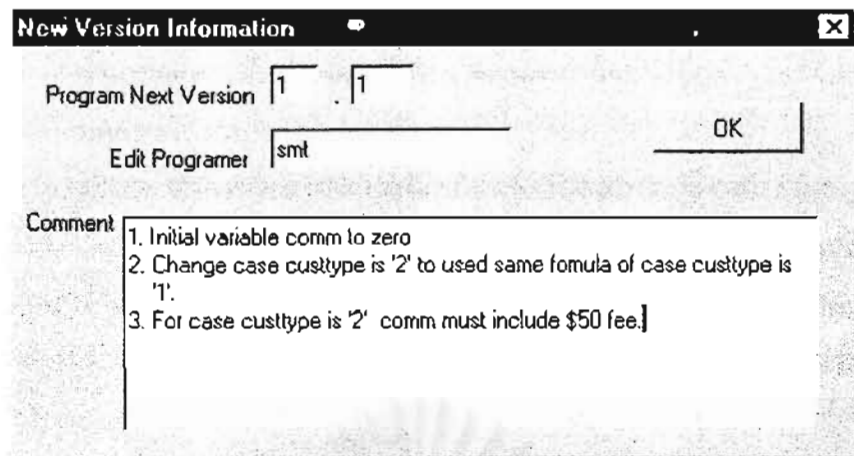 New Version Information
Program Next Version 1 . 1
OK
Edit Programer smt
Comment
1. Initial variable comm to zero
2. Change case custtype is '2' to used same fomula of case custtype is
'1'.
3. For case custtype is '2' comm must include $50 fee.